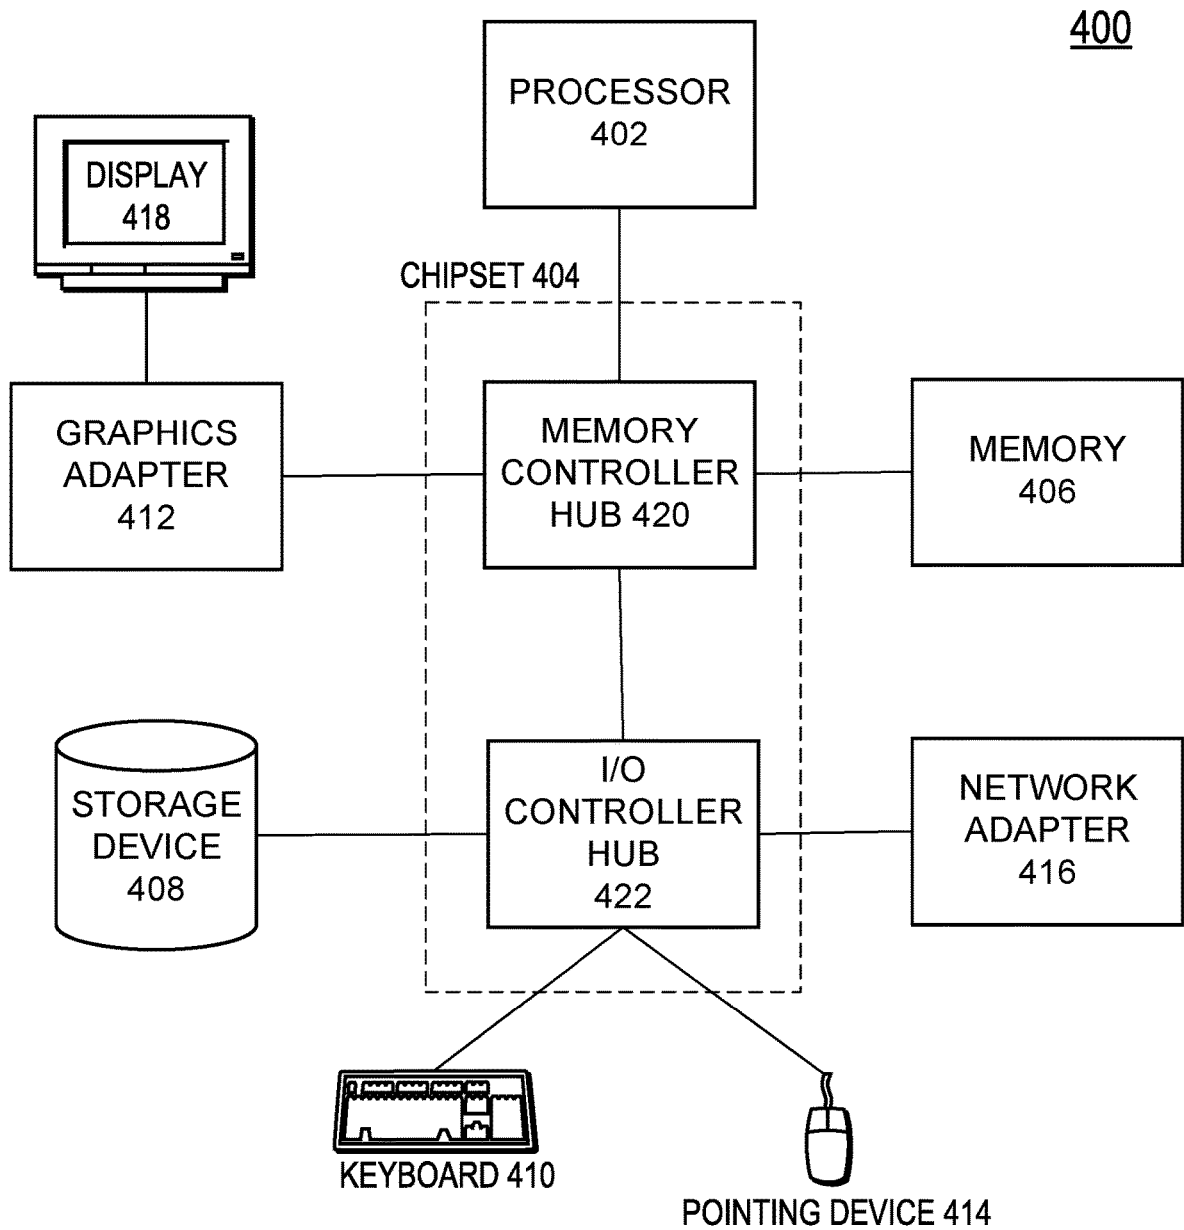 400
PROCESSOR
402
DISPLAY
418
CHIPSET 404
GRAPHICS
ADAPTER
412
MEMORY
CONTROLLER
HUB 420
MEMORY
406
STORAGE
DEVICE
408
I/O
CONTROLLER
HUB
422
NETWORK
ADAPTER
416
KEYBOARD 410
POINTING DEVICE 414